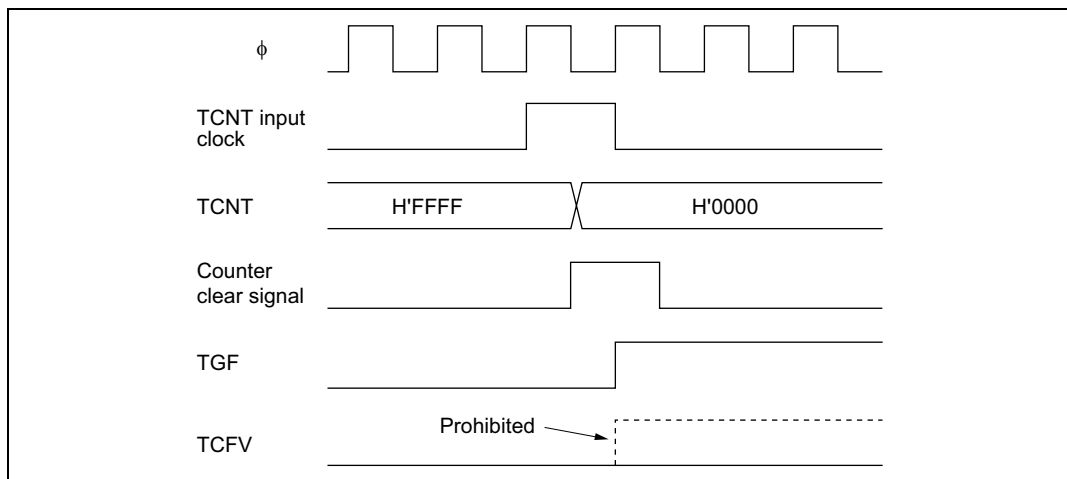 ϕ
TCNT input
clock
TCNT
H'FFFF
H'0000
Counter
clear signal
TGF
Prohibited
TCFV